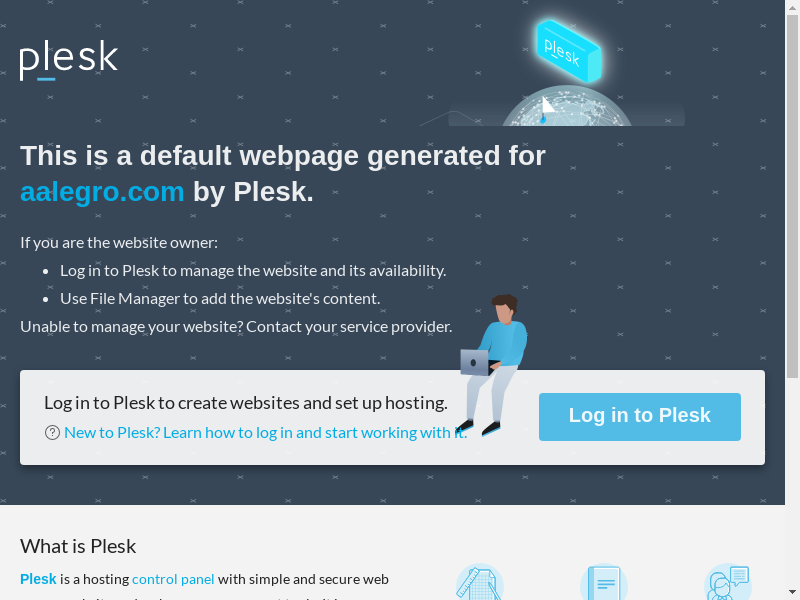 plesk
plesk
This is a default webpage generated for
aalegro.com by Plesk.
If you are the website owner:
Log in to Plesk to manage the website and its availability.
Use File Manager to add the website's content.
Unable to manage your website? Contact your service provider.
Log in to Plesk to create websites and set up hosting.
New to Plesk? Learn how to log in and start working with it.
Log in to Plesk
What is Plesk
Plesk is a hosting control panel with simple and secure web